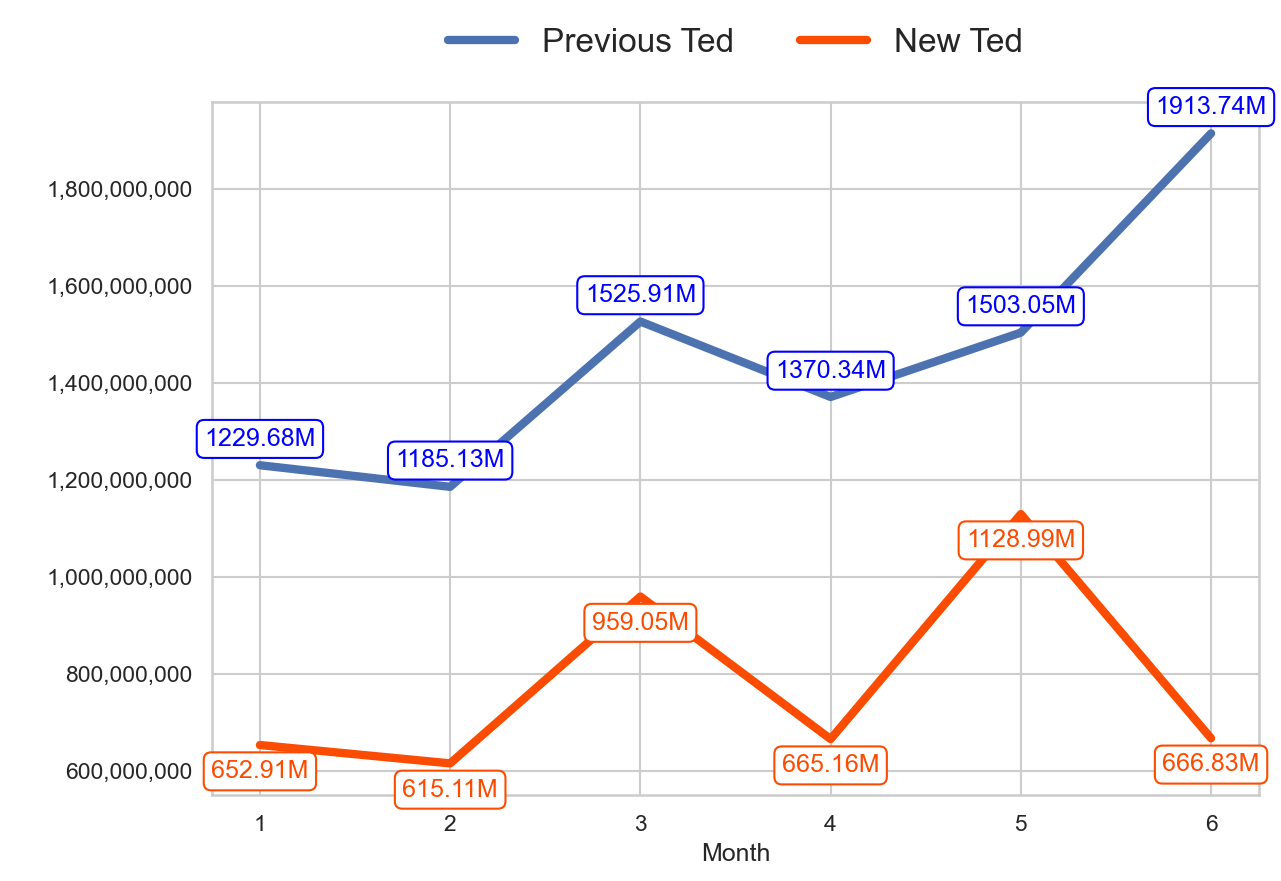 Previous Ted New Ted
1913.74M
1,800,000,000
1,600,000,000
1525.91M
1503.05M
1,400,000,000
1370.34M
1229.68M
1185.13M
1,200,000,000
1128.99M
1,000,000,000
959.05M
800,000,000
600,000,000
652.91M
615.11M
665.16M
666.83M
1 2 3 4 5 6
Month